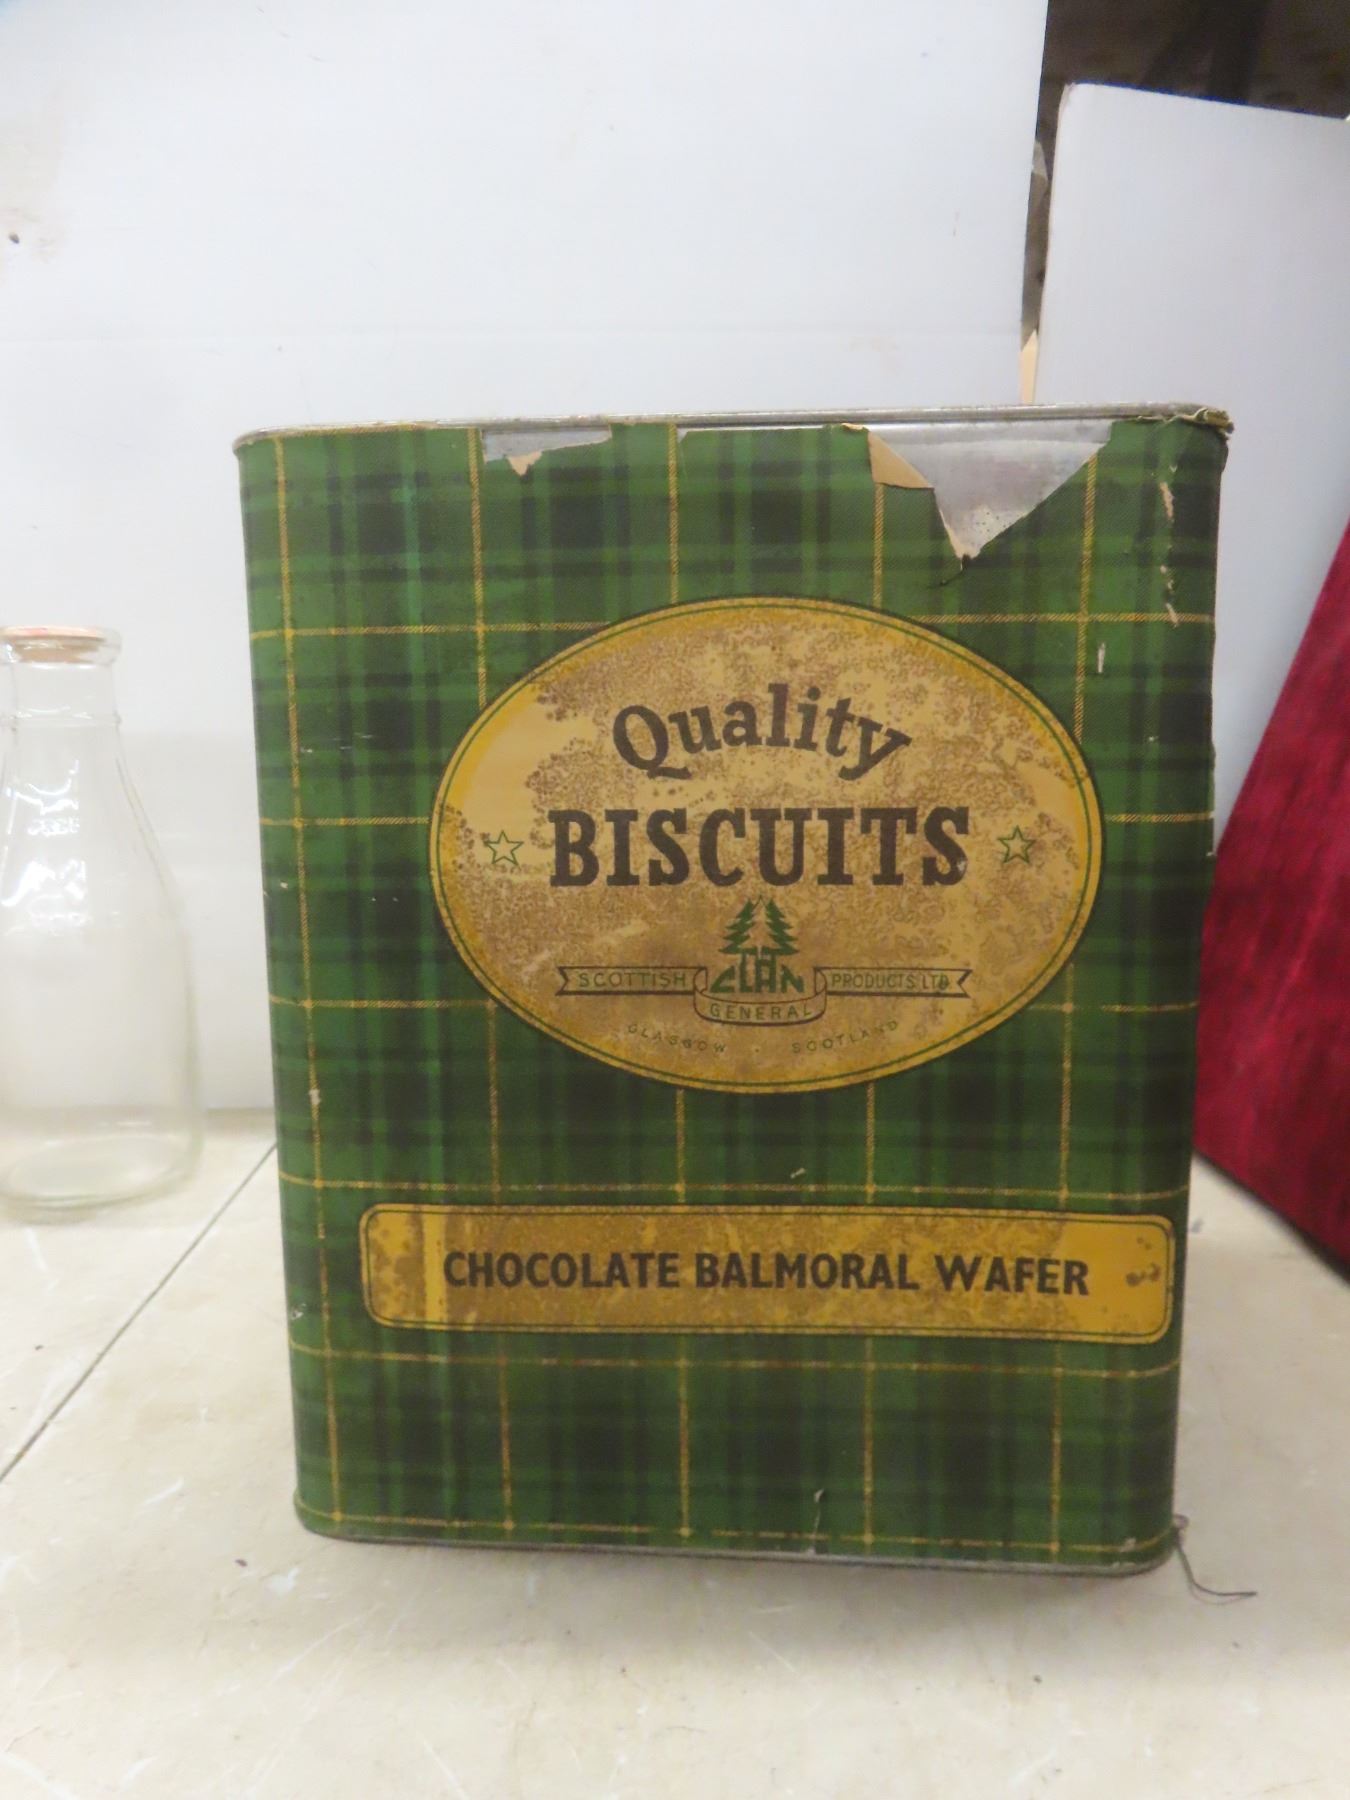 Quality
BISCUITS
SCOTTISH CLAN PRODUCTS LTD
GENERAL
GLASGOW · SCOTLAND
CHOCOLATE BALMORAL WAFER